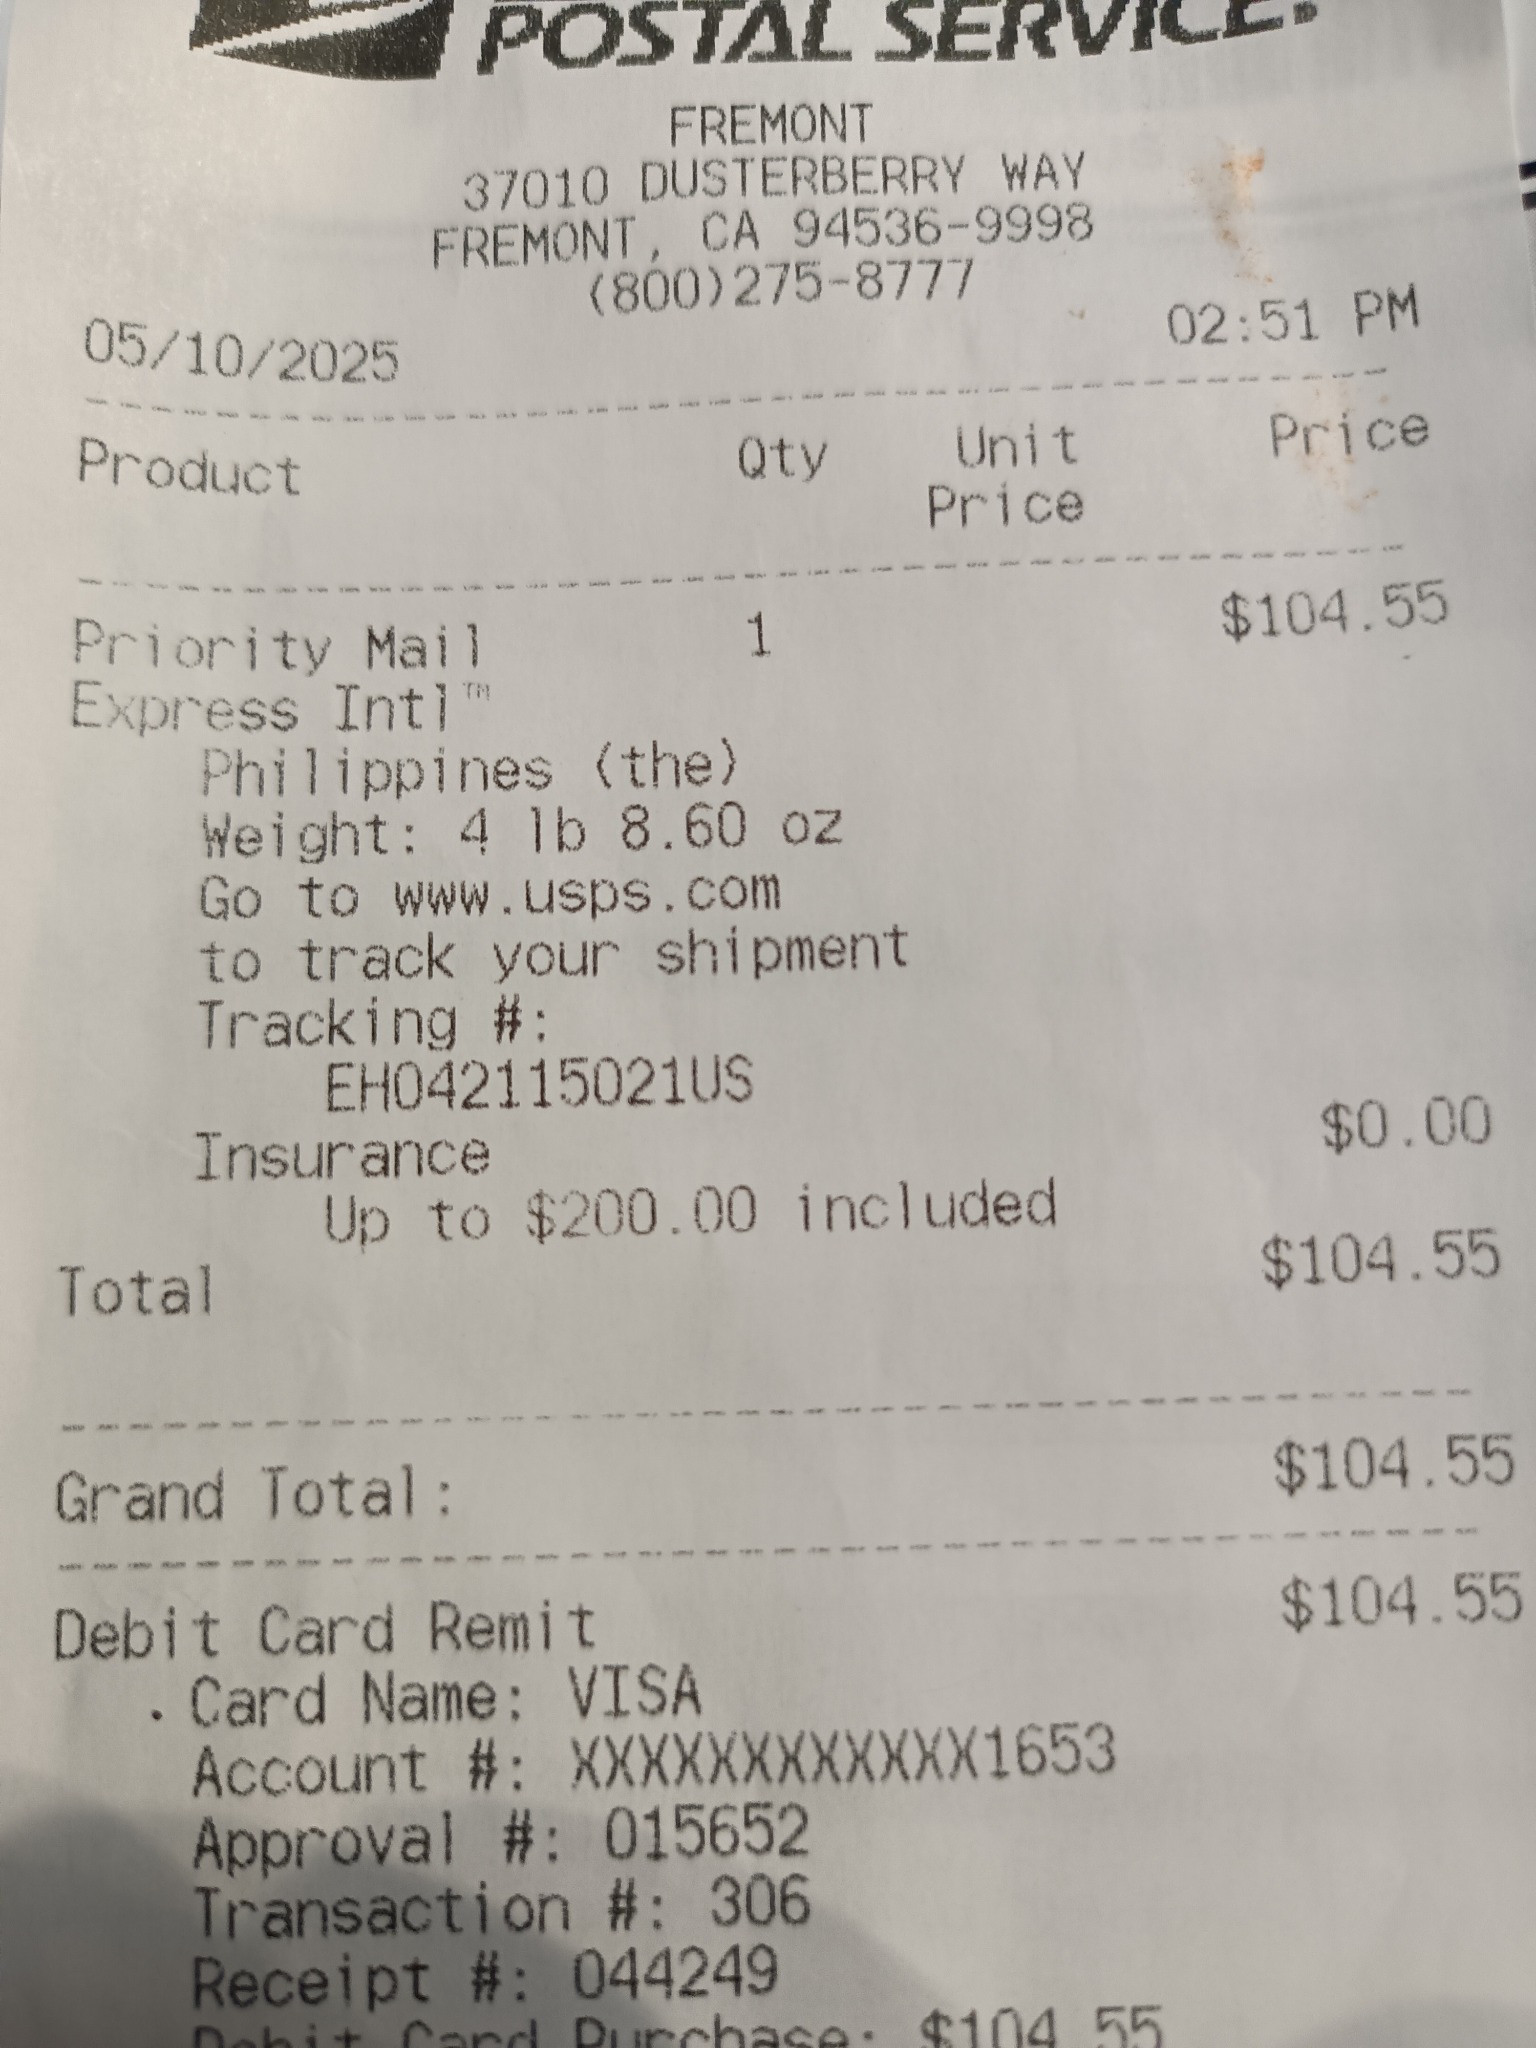 POSTAL SERVICE.
FREMONT
37010 DUSTERBERRY WAY
FREMONT, CA 94536-9998
(800)275-8777
05/10/2025 02:51 PM
Product Qty Unit Price
Price
Priority Mail 1 $104.55
Express Intl™
Philippines (the)
Weight: 4 lb 8.60 oz
Go to www.usps.com
to track your shipment
Tracking #:
EH042115021US
Insurance $0.00
Up to $200.00 included
Total $104.55
Grand Total: $104.55
Debit Card Remit $104.55
Card Name: VISA
Account #: XXXXXXXXXXXX1653
Approval #: 015652
Transaction #: 306
Receipt #: 044249
Debit Card Purchase: $104.55